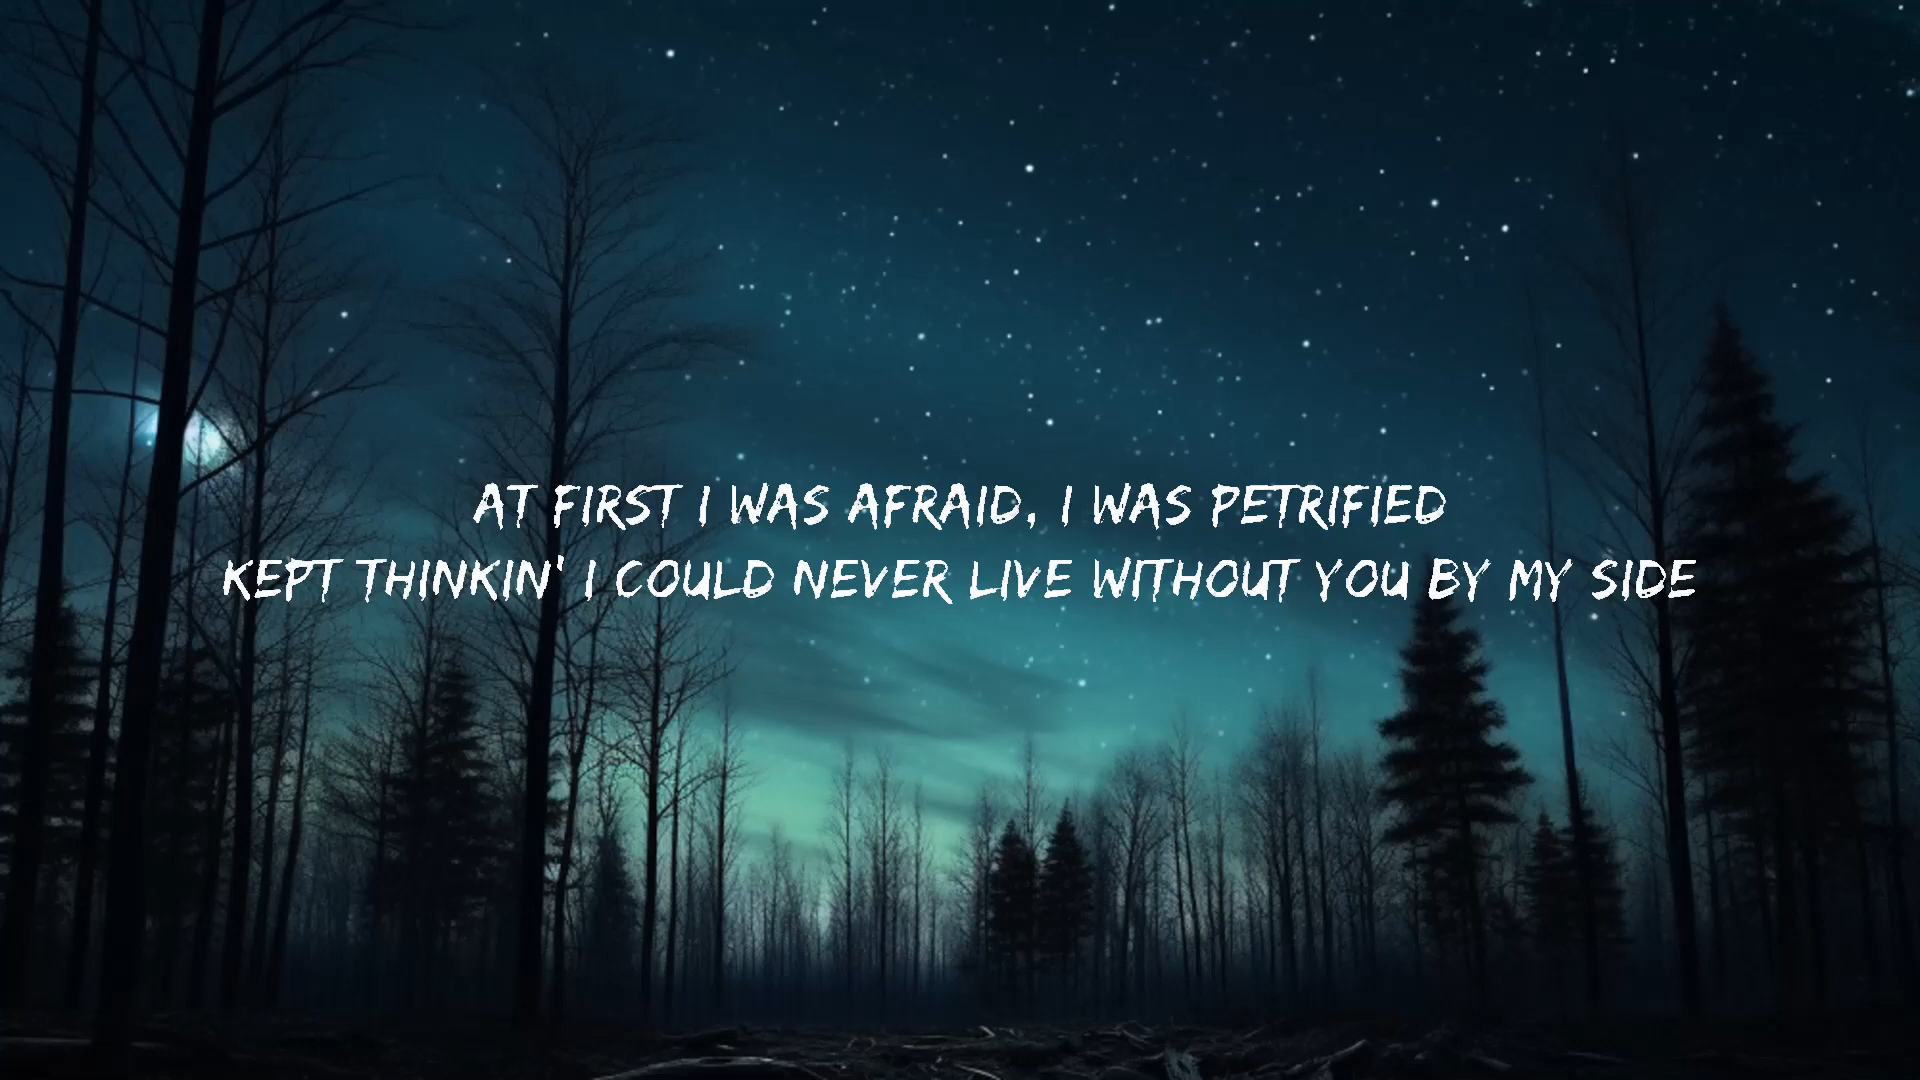 AT FIRST I WAS AFRAID, I WAS PETRIFIED
KEPT THINKIN' I COULD NEVER LIVE WITHOUT YOU BY MY SIDE